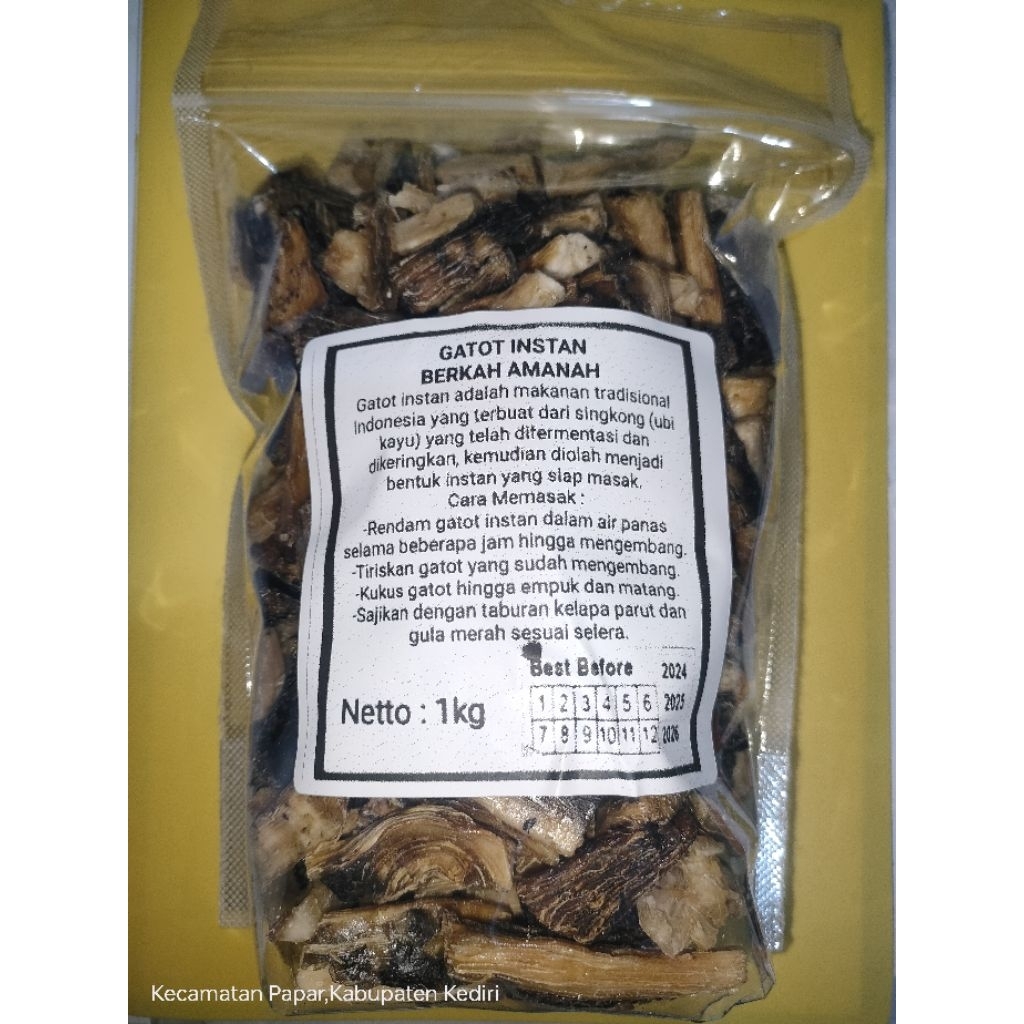 GATOT INSTAN
BERKAH AMANAH
Gatot instan adalah makanan tradisional
Indonesia yang terbuat dari singkong (ubi
kayu) yang telah difermentasi dan
dikeringkan, kemudian diolah menjadi
bentuk instan yang siap masak.
Cara Memasak :
-Rendam gatot instan dalam air panas
selama beberapa jam hingga mengembang.
-Tiriskan gatot yang sudah mengembang.
-Kukus gatot hingga empuk dan matang.
-Sajikan dengan taburan kelapa parut dan
gula merah sesuai selera.
Best Before 2024
1 2 3 4 5 6 2025
Netto : 1kg
7 8 9 10 11 12 2026
Kecamatan Papar,Kabupaten Kediri